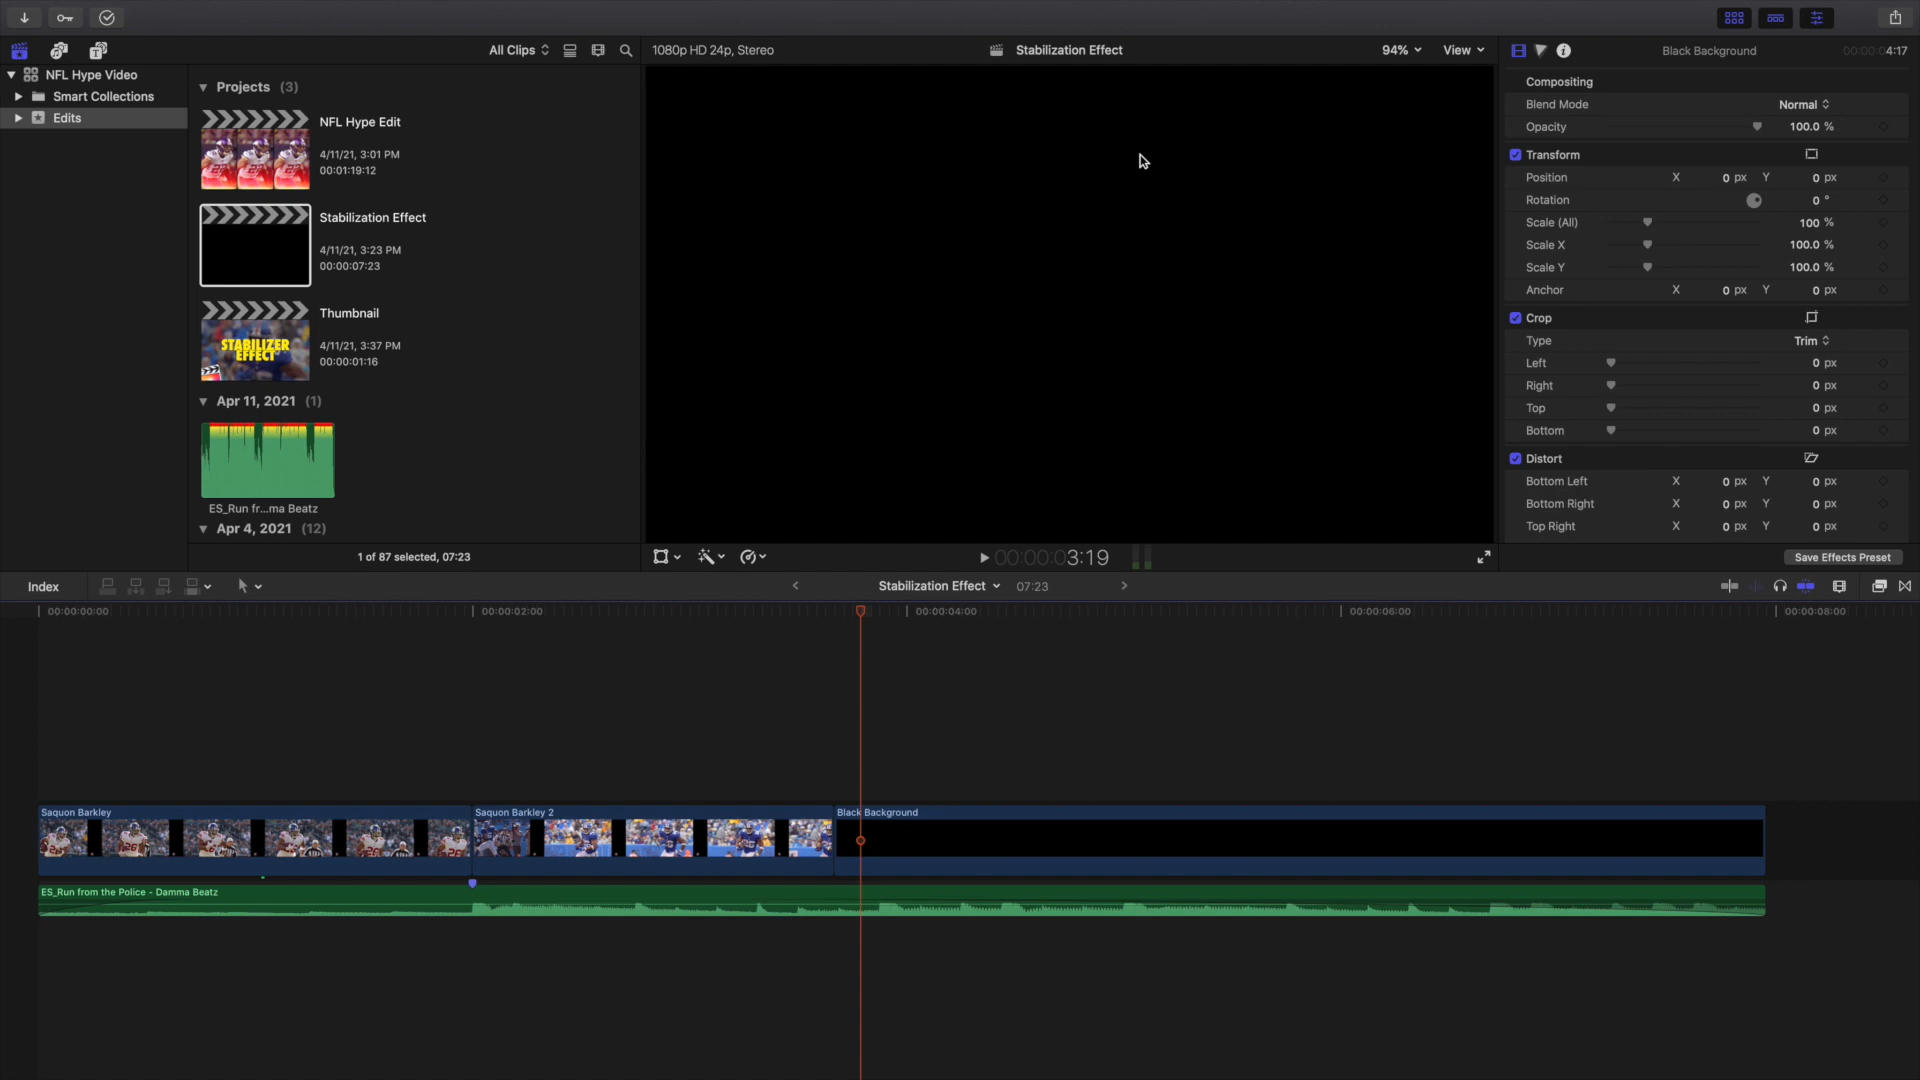 All Clips
1080p HD 24p, Stereo
Stabilization Effect
94%
View
Black Background
00:00:04:17
NFL Hype Video
Smart Collections
Edits
Projects (3)
NFL Hype Edit
4/11/21, 3:01 PM
00:01:19:12
Stabilization Effect
4/11/21, 3:23 PM
00:00:07:23
Thumbnail
4/11/21, 3:37 PM
00:00:01:16
STABILIZER
EFFECT
Apr 11, 2021 (1)
ES_Run fr...ma Beatz
Apr 4, 2021 (12)
1 of 87 selected, 07:23
00:00:03:19
Compositing
Blend Mode Normal
Opacity 100.0 %
Transform
Position X 0 px Y 0 px
Rotation 0 °
Scale (All) 100 %
Scale X 100.0 %
Scale Y 100.0 %
Anchor X 0 px Y 0 px
Crop
Type Trim
Left 0 px
Right 0 px
Top 0 px
Bottom 0 px
Distort
Bottom Left X 0 px Y 0 px
Bottom Right X 0 px Y 0 px
Top Right X 0 px Y 0 px
Save Effects Preset
Index
Stabilization Effect 07:23
00:00:00:00 00:00:02:00 00:00:04:00 00:00:06:00 00:00:08:00
Saquon Barkley
Saquon Barkley 2
Black Background
ES_Run from the Police - Damma Beatz